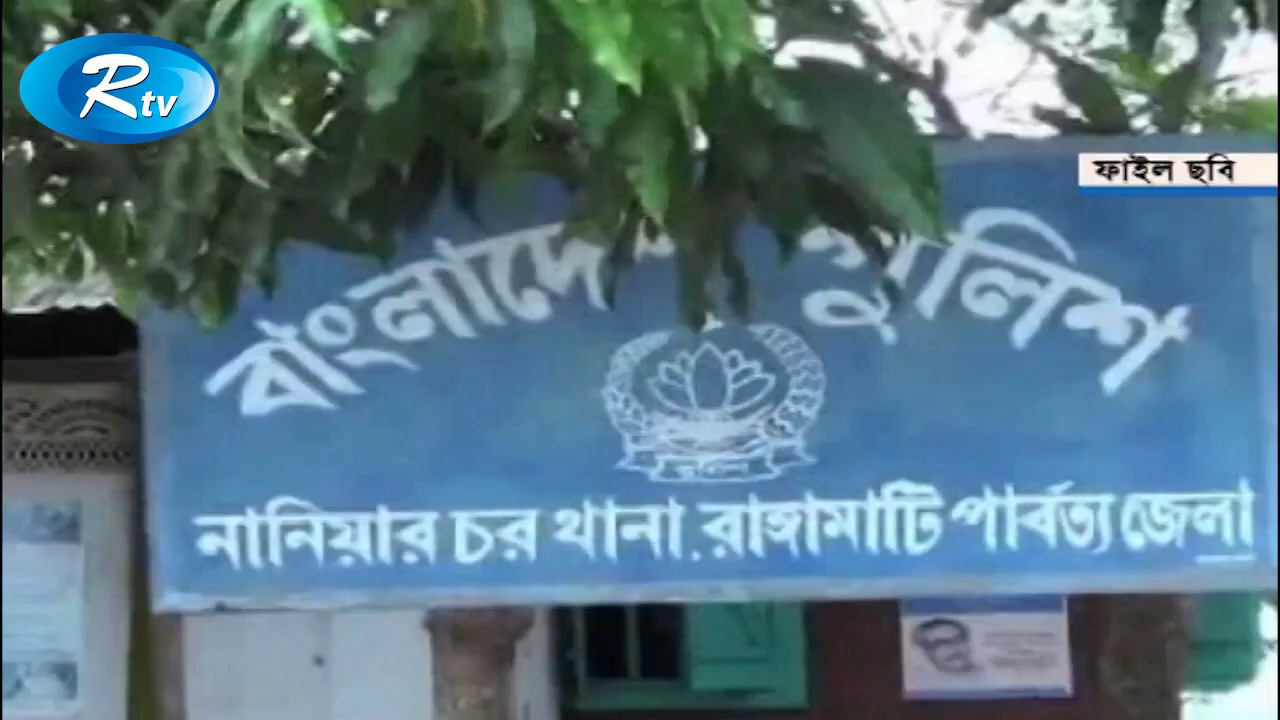 Rtv
ফাইল ছবি
বাংলাদেশ পুলিশ
নানিয়ার চর থানা. রাঙ্গামাটি পার্বত্য জেলা